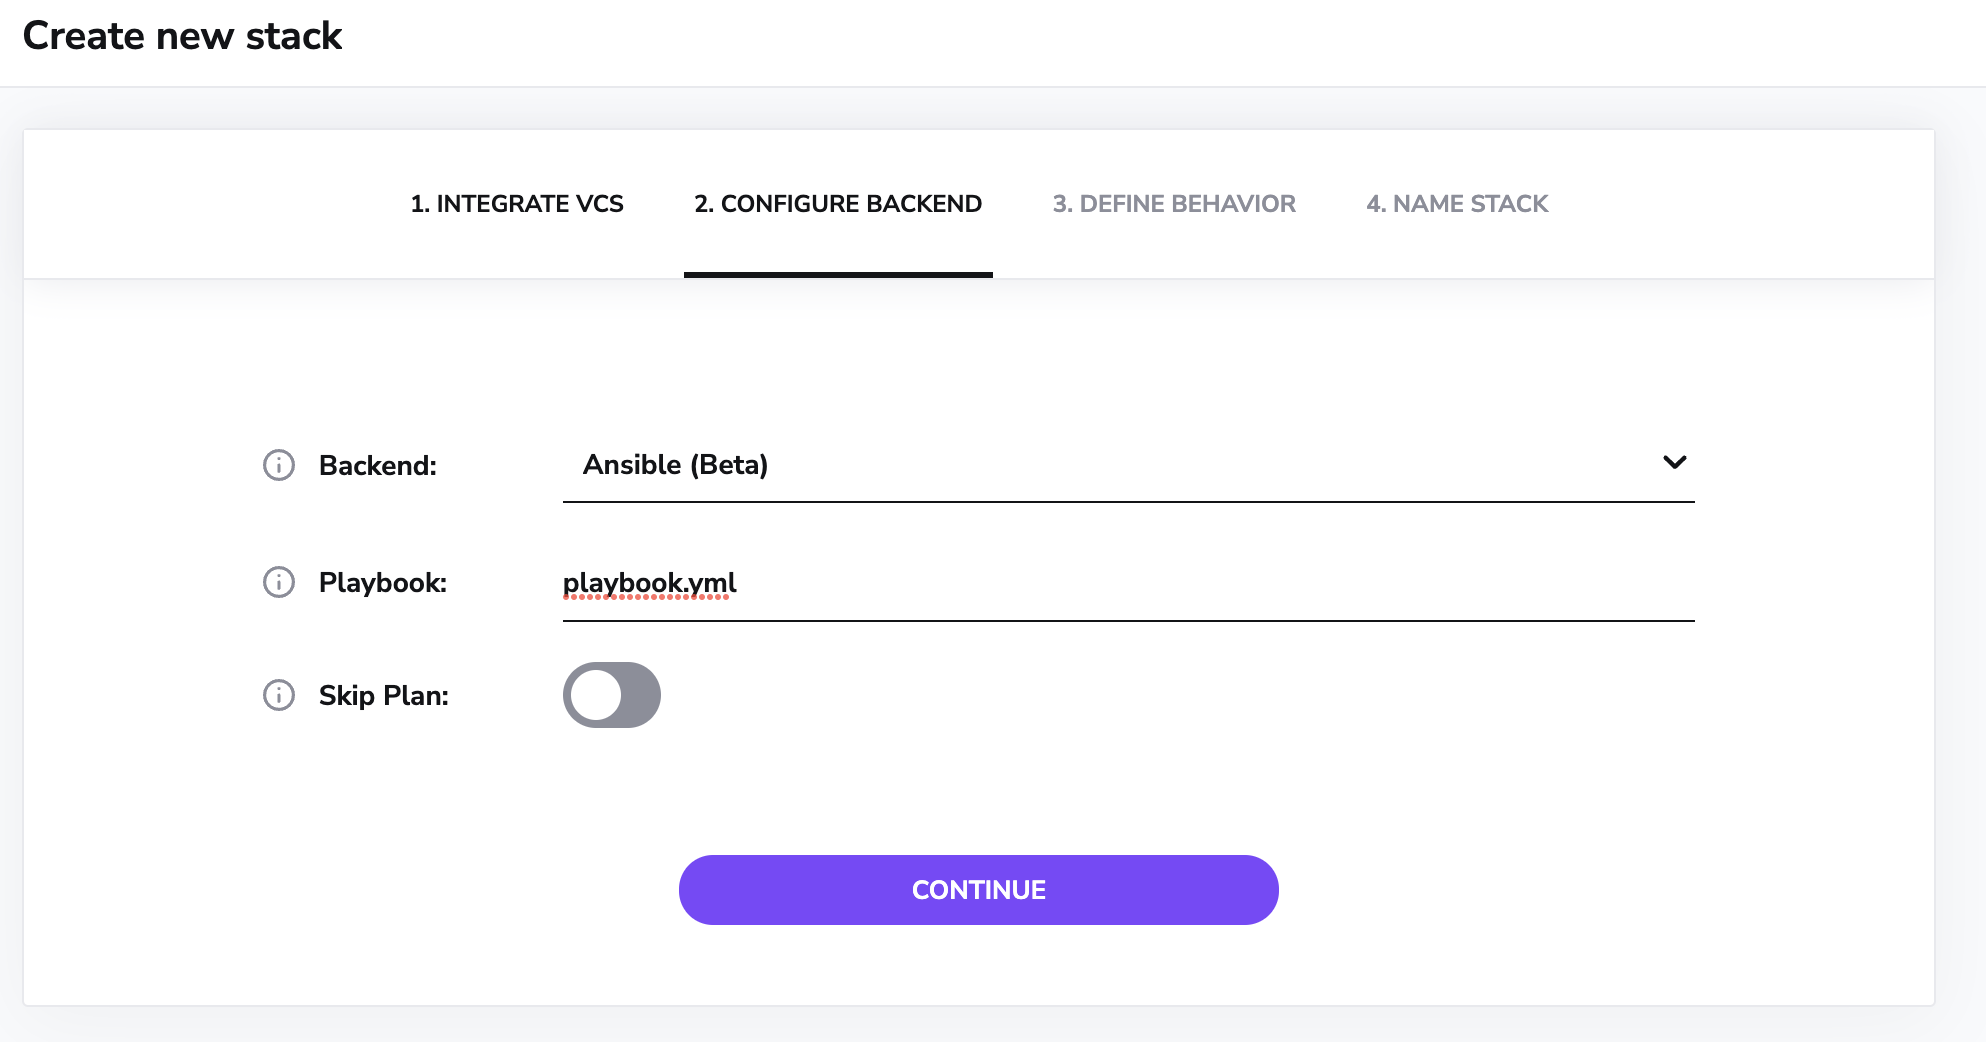 Create new stack
1. INTEGRATE VCS 2. CONFIGURE BACKEND 3. DEFINE BEHAVIOR 4. NAME STACK
Backend: Ansible (Beta)
Playbook: playbook.yml
Skip Plan:
CONTINUE